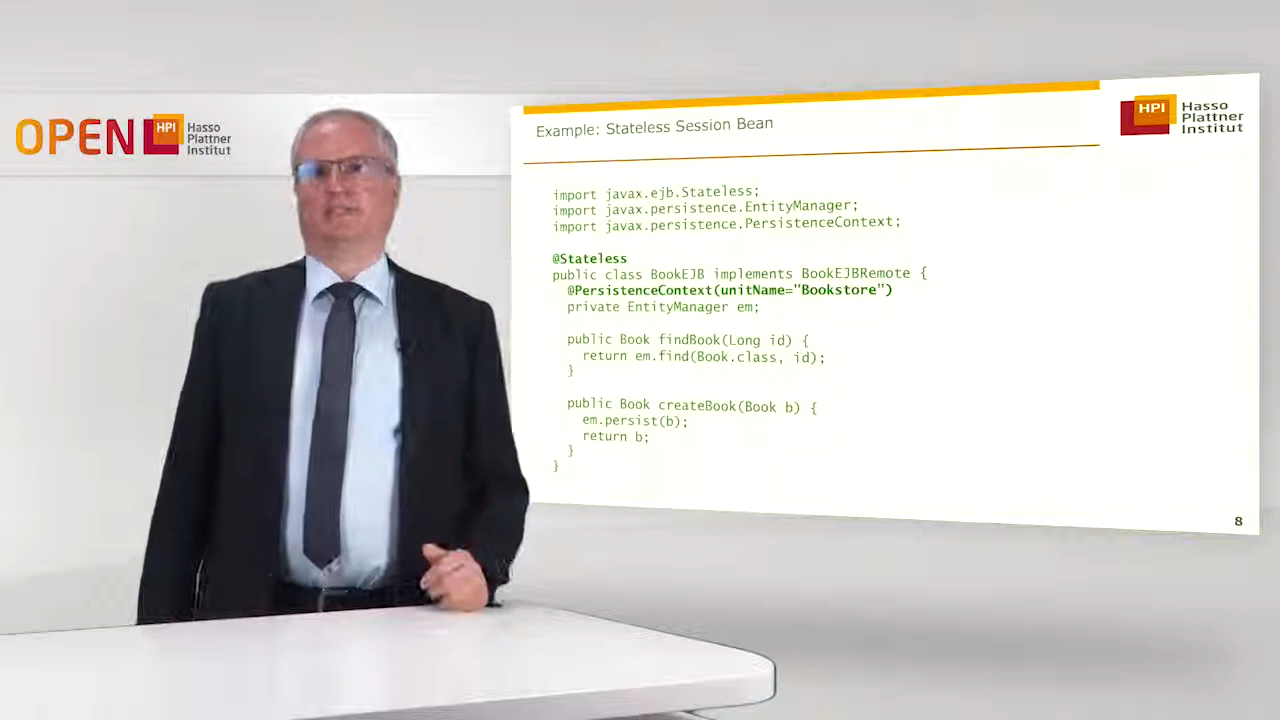 OPEN HPI Hasso
Plattner
Institut
Example: Stateless Session Bean
HPI Hasso
Plattner
Institut
import javax.ejb.Stateless;
import javax.persistence.EntityManager;
import javax.persistence.PersistenceContext;
@Stateless
public class BookEJB implements BookEJBRemote {
@PersistenceContext(unitName="Bookstore")
private EntityManager em;
public Book findBook(Long id) {
return em.find(Book.class, id);
}
public Book createBook(Book b) {
em.persist(b);
return b;
}
}
8